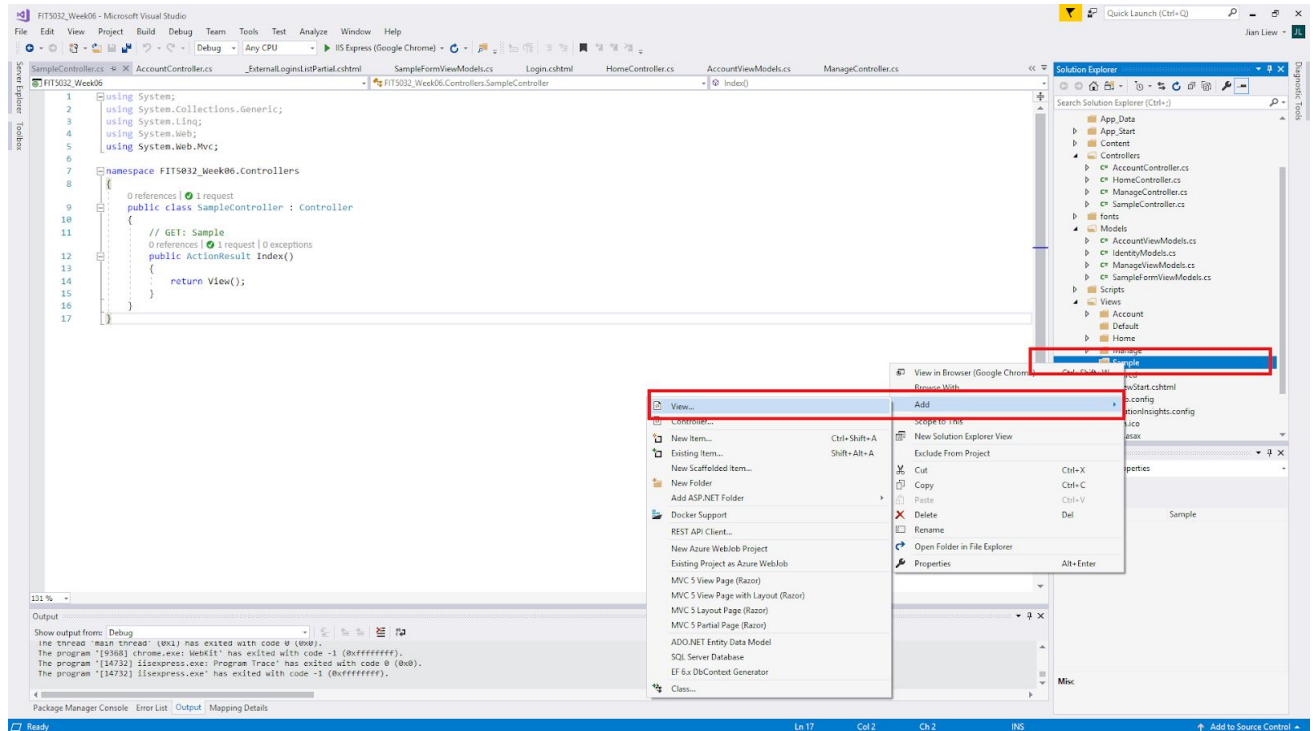 FIT5032_Week06 - Microsoft Visual Studio
Quick Launch (Ctrl+Q)
File Edit View Project Build Debug Team Tools Test Analyze Window Help
Jian Liew JL
Debug Any CPU IIS Express (Google Chrome)
Server Explorer
Toolbox
SampleController.cs AccountController.cs _ExternalLoginsListPartial.cshtml SampleFormViewModels.cs Login.cshtml HomeController.cs AccountViewModels.cs ManageController.cs
FIT5032_Week06 FIT5032_Week06.Controllers.SampleController Index()
1 using System;
2 using System.Collections.Generic;
3 using System.Linq;
4 using System.Web;
5 using System.Web.Mvc;
6
7 namespace FIT5032_Week06.Controllers
8 {
0 references | 1 request
9 public class SampleController : Controller
10 {
11 // GET: Sample
0 references | 1 request | 0 exceptions
12 public ActionResult Index()
13 {
14 return View();
15 }
16 }
17 }
131 %
Solution Explorer
Search Solution Explorer (Ctrl+;)
App_Data
App_Start
Content
Controllers
C# AccountController.cs
C# HomeController.cs
C# ManageController.cs
C# SampleController.cs
fonts
Models
C# AccountViewModels.cs
C# IdentityModels.cs
C# ManageViewModels.cs
C# SampleFormViewModels.cs
Scripts
Views
Account
Default
Home
Manage
Sample
ewStart.cshtml
o.config
tionInsights.config
.ico
asax
Diagnostic Tools
View in Browser (Google Chrome) Ctrl+Shift+W
Browse With
Add
Scope to This
New Solution Explorer View
Exclude From Project
Cut Ctrl+X
Copy Ctrl+C
Paste Ctrl+V
Delete Del
Rename
Open Folder in File Explorer
Properties Alt+Enter
View...
Controller...
New Item... Ctrl+Shift+A
Existing Item... Shift+Alt+A
New Scaffolded Item...
New Folder
Add ASP.NET Folder
Docker Support
REST API Client...
New Azure WebJob Project
Existing Project as Azure WebJob
MVC 5 View Page (Razor)
MVC 5 View Page with Layout (Razor)
MVC 5 Layout Page (Razor)
MVC 5 Partial Page (Razor)
ADO.NET Entity Data Model
SQL Server Database
EF 6.x DbContext Generator
Class...
perties
Sample
Misc
Output
Show output from: Debug
The thread 'main thread' (0x1) has exited with code 0 (0x0).
The program '[9368] chrome.exe: WebKit' has exited with code -1 (0xffffffff).
The program '[14732] iisexpress.exe: Program Trace' has exited with code 0 (0x0).
The program '[14732] iisexpress.exe' has exited with code -1 (0xffffffff).
Package Manager Console Error List Output Mapping Details
Ready Ln 17 Col 2 Ch 2 INS Add to Source Control